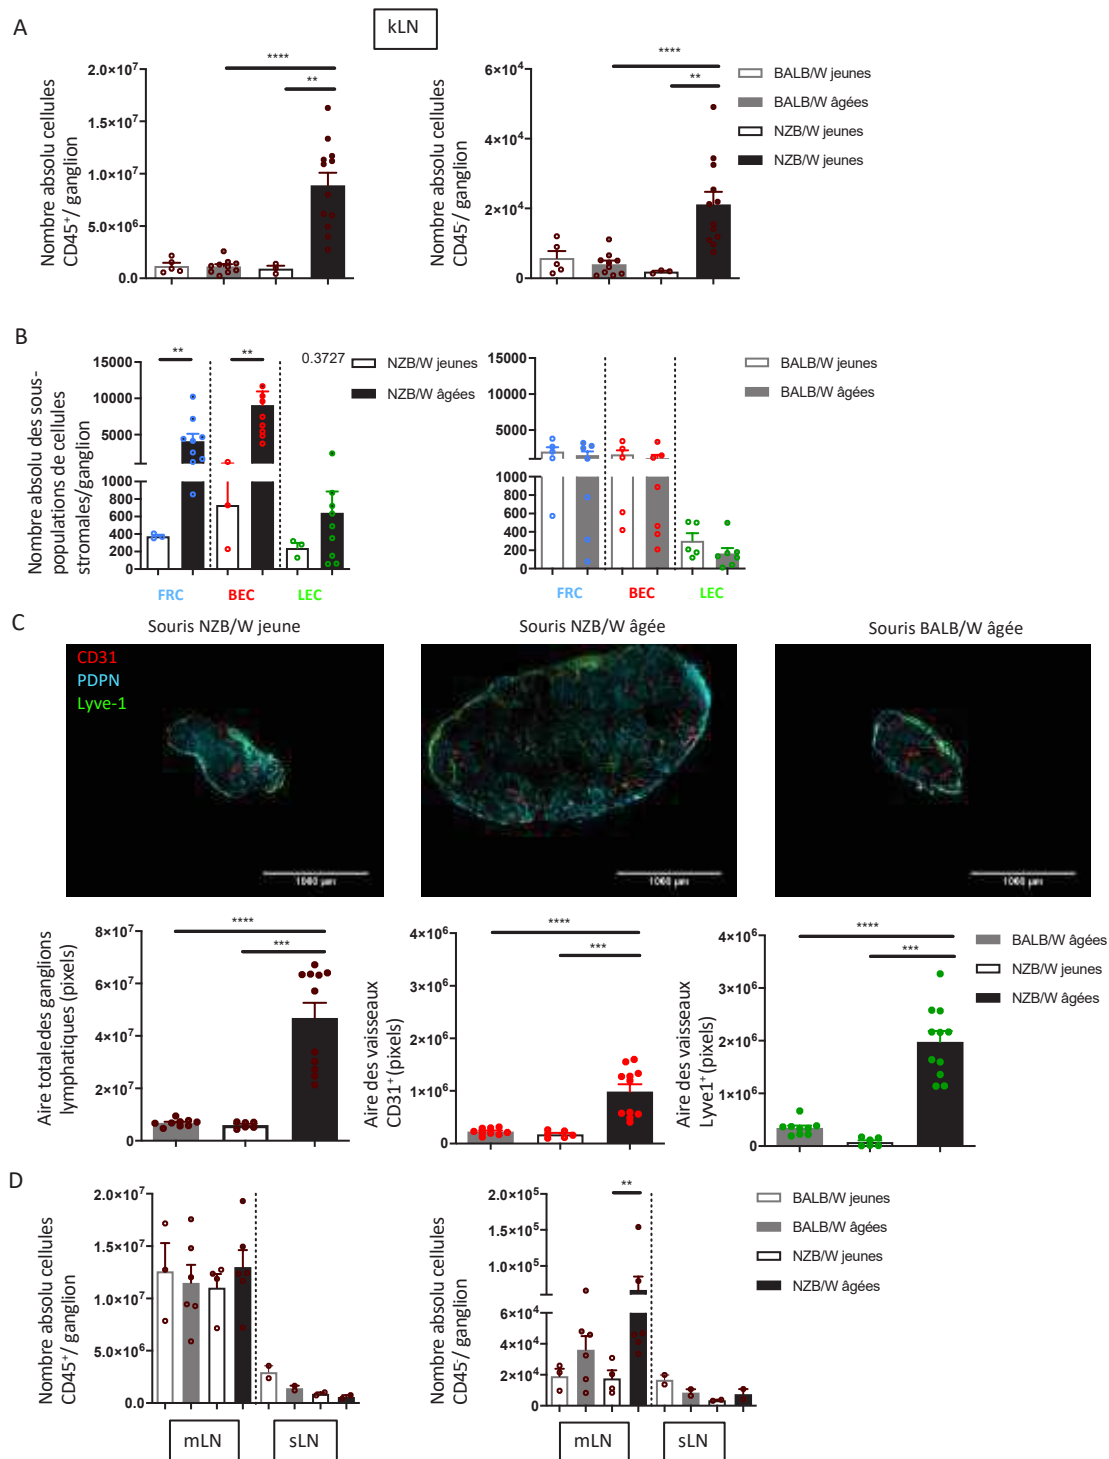 A
kLN
Nombre absolu cellules
CD45⁺/ ganglion
2.0×10⁷
1.5×10⁷
1.0×10⁷
5.0×10⁶
0.0
****
**
Nombre absolu cellules
CD45⁻/ ganglion
6×10⁴
4×10⁴
2×10⁴
0
****
**
BALB/W jeunes
BALB/W âgées
NZB/W jeunes
NZB/W jeunes
B
Nombre absolu des sous-
populations de cellules
stromales/ganglion
15000
10000
5000
1000
800
600
400
200
0
**
**
0.3727
FRC
BEC
LEC
NZB/W jeunes
NZB/W âgées
15000
10000
5000
1000
800
600
400
200
0
FRC
BEC
LEC
BALB/W jeunes
BALB/W âgées
C
Souris NZB/W jeune
Souris NZB/W âgée
Souris BALB/W âgée
CD31
PDPN
Lyve-1
1000 µm
1000 µm
1000 µm
Aire totaledes ganglions
lymphatiques (pixels)
8×10⁷
6×10⁷
4×10⁷
2×10⁷
0
****
***
Aire des vaisseaux
CD31⁺ (pixels)
4×10⁶
3×10⁶
2×10⁶
1×10⁶
0
****
***
Aire des vaisseaux
Lyve1⁺ (pixels)
4×10⁶
3×10⁶
2×10⁶
1×10⁶
0
****
***
BALB/W âgées
NZB/W jeunes
NZB/W âgées
D
Nombre absolu cellules
CD45⁺/ ganglion
2.0×10⁷
1.5×10⁷
1.0×10⁷
5.0×10⁶
0.0
mLN
sLN
Nombre absolu cellules
CD45⁻/ ganglion
2.0×10⁵
1.5×10⁵
1.0×10⁵
6×10⁴
4×10⁴
2×10⁴
0
**
mLN
sLN
BALB/W jeunes
BALB/W âgées
NZB/W jeunes
NZB/W âgées